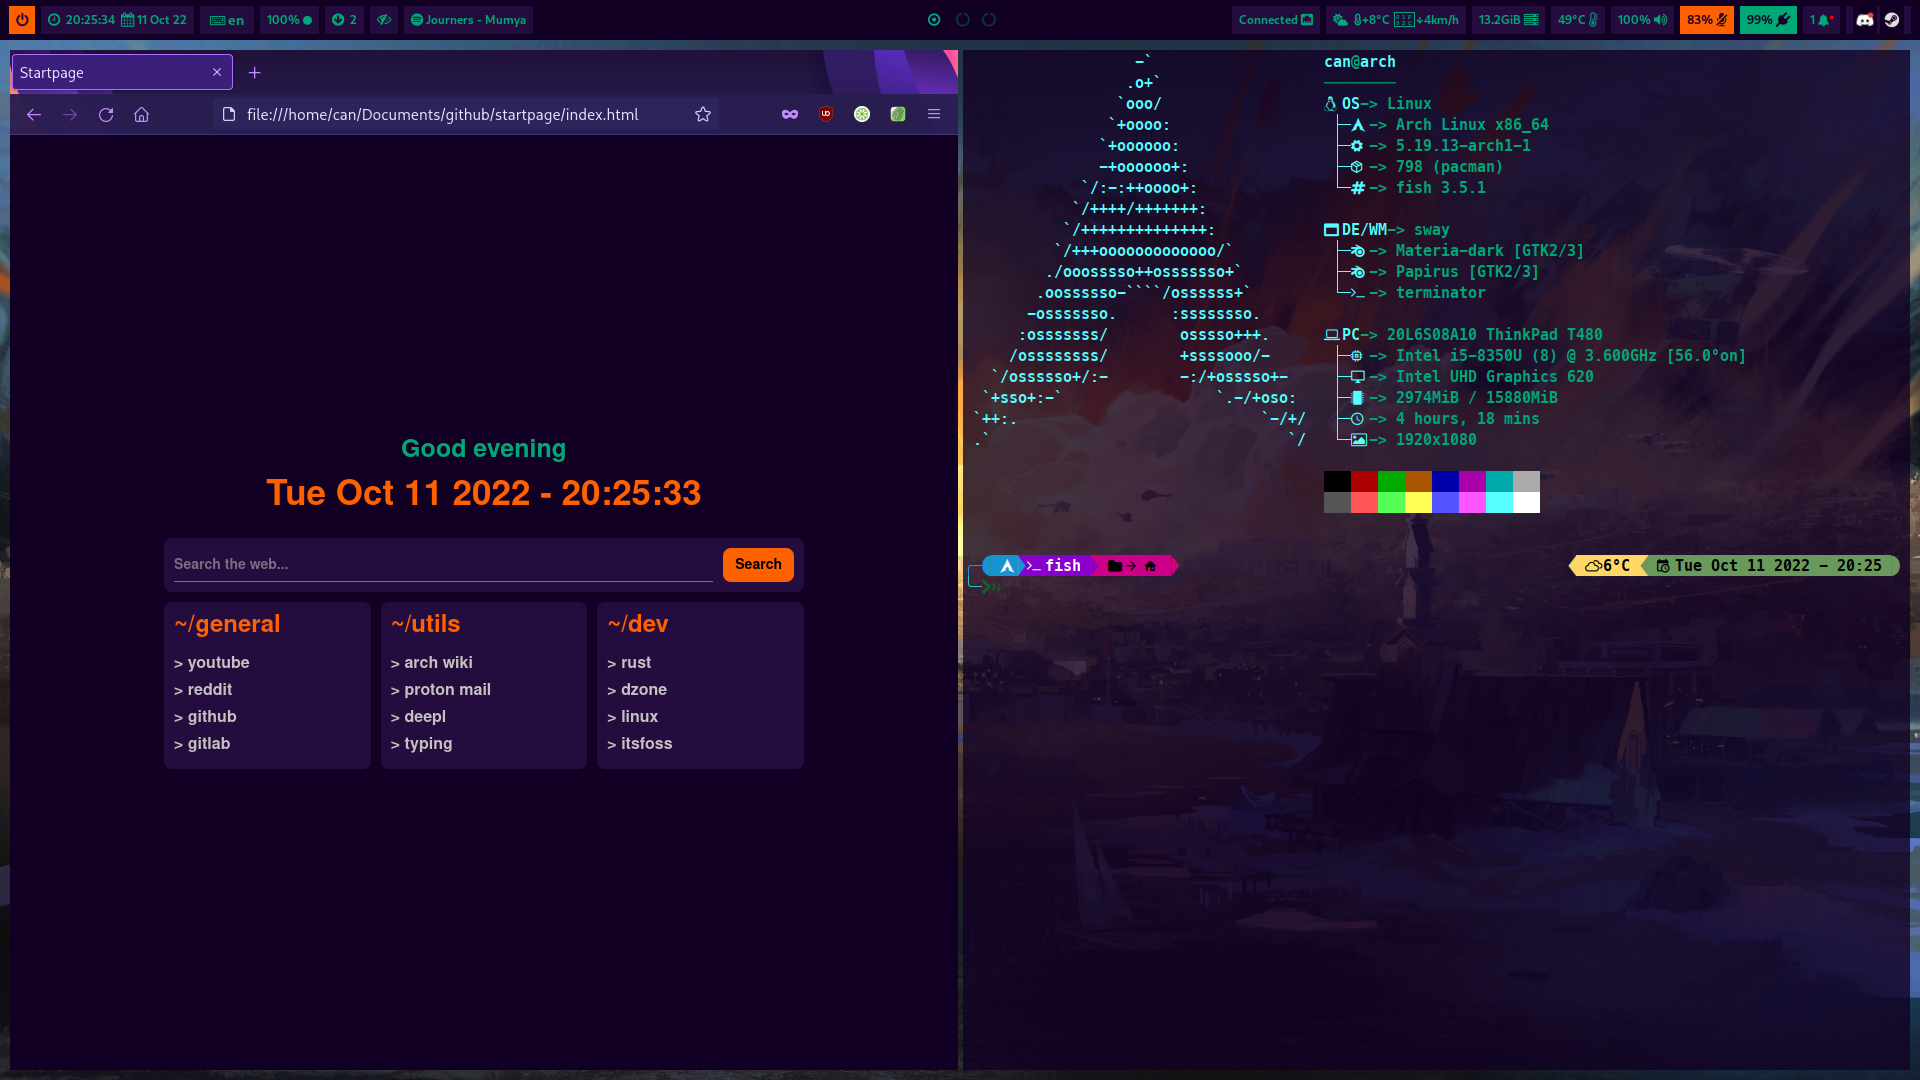 20:25:34 11 Oct 22 en 100% 2 Journers - Mumya
Connected +8°C ↓4km/h 13.2GiB 49°C 100% 83% 99% 1
Startpage
file:///home/can/Documents/github/startpage/index.html
Good evening
Tue Oct 11 2022 - 20:25:33
Search the web...
Search
~/general
> youtube
> reddit
> github
> gitlab
~/utils
> arch wiki
> proton mail
> deepl
> typing
~/dev
> rust
> dzone
> linux
> itsfoss
-`
.o+`
`ooo/
`+oooo:
`+oooooo:
-+oooooo+:
`/:-:++oooo+:
`/++++/+++++++:
`/++++++++++++++:
`/+++ooooooooooooo/`
./ooosssso++osssssso+`
.oossssso-````/ossssss+`
-osssssso. :ssssssso.
:osssssss/ osssso+++.
/ossssssss/ +ssssooo/-
`/ossssso+/:- -:/+osssso+-
`+sso+:-` `.-/+oso:
`++:. `-/+/
.` `/
can@arch
────────
OS-> Linux
-> Arch Linux x86_64
-> 5.19.13-arch1-1
-> 798 (pacman)
-> fish 3.5.1
DE/WM-> sway
-> Materia-dark [GTK2/3]
-> Papirus [GTK2/3]
-> terminator
PC-> 20L6S08A10 ThinkPad T480
-> Intel i5-8350U (8) @ 3.600GHz [56.0°on]
-> Intel UHD Graphics 620
-> 2974MiB / 15880MiB
-> 4 hours, 18 mins
-> 1920x1080
fish
6°C Tue Oct 11 2022 - 20:25